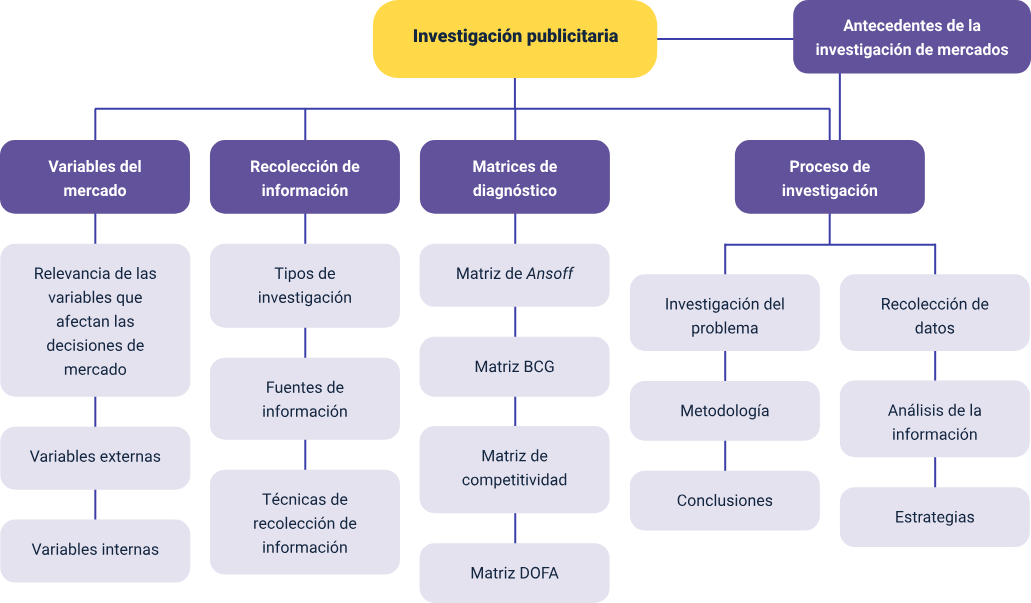 Investigación publicitaria
Antecedentes de la
investigación de mercados
Variables del
mercado
Relevancia de las
variables que
afectan las
decisiones de
mercado
Variables externas
Variables internas
Recolección de
información
Tipos de
investigación
Fuentes de
información
Técnicas de
recolección de
información
Matrices de
diagnóstico
Matriz de Ansoff
Matriz BCG
Matriz de
competitividad
Matriz DOFA
Proceso de
investigación
Investigación del
problema
Metodología
Conclusiones
Recolección de
datos
Análisis de la
información
Estrategias